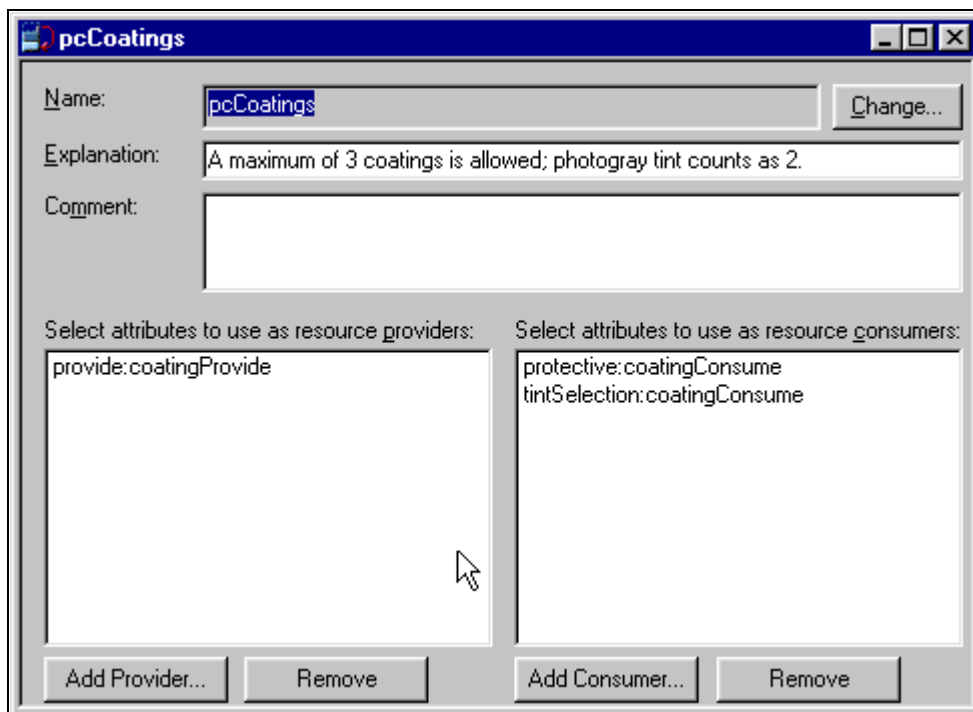 pcCoatings
Name:
pcCoatings
Change...
Explanation:
A maximum of 3 coatings is allowed; photogray tint counts as 2.
Comment:
Select attributes to use as resource providers:
provide:coatingProvide
Add Provider...
Remove
Select attributes to use as resource consumers:
protective:coatingConsume
tintSelection:coatingConsume
Add Consumer...
Remove